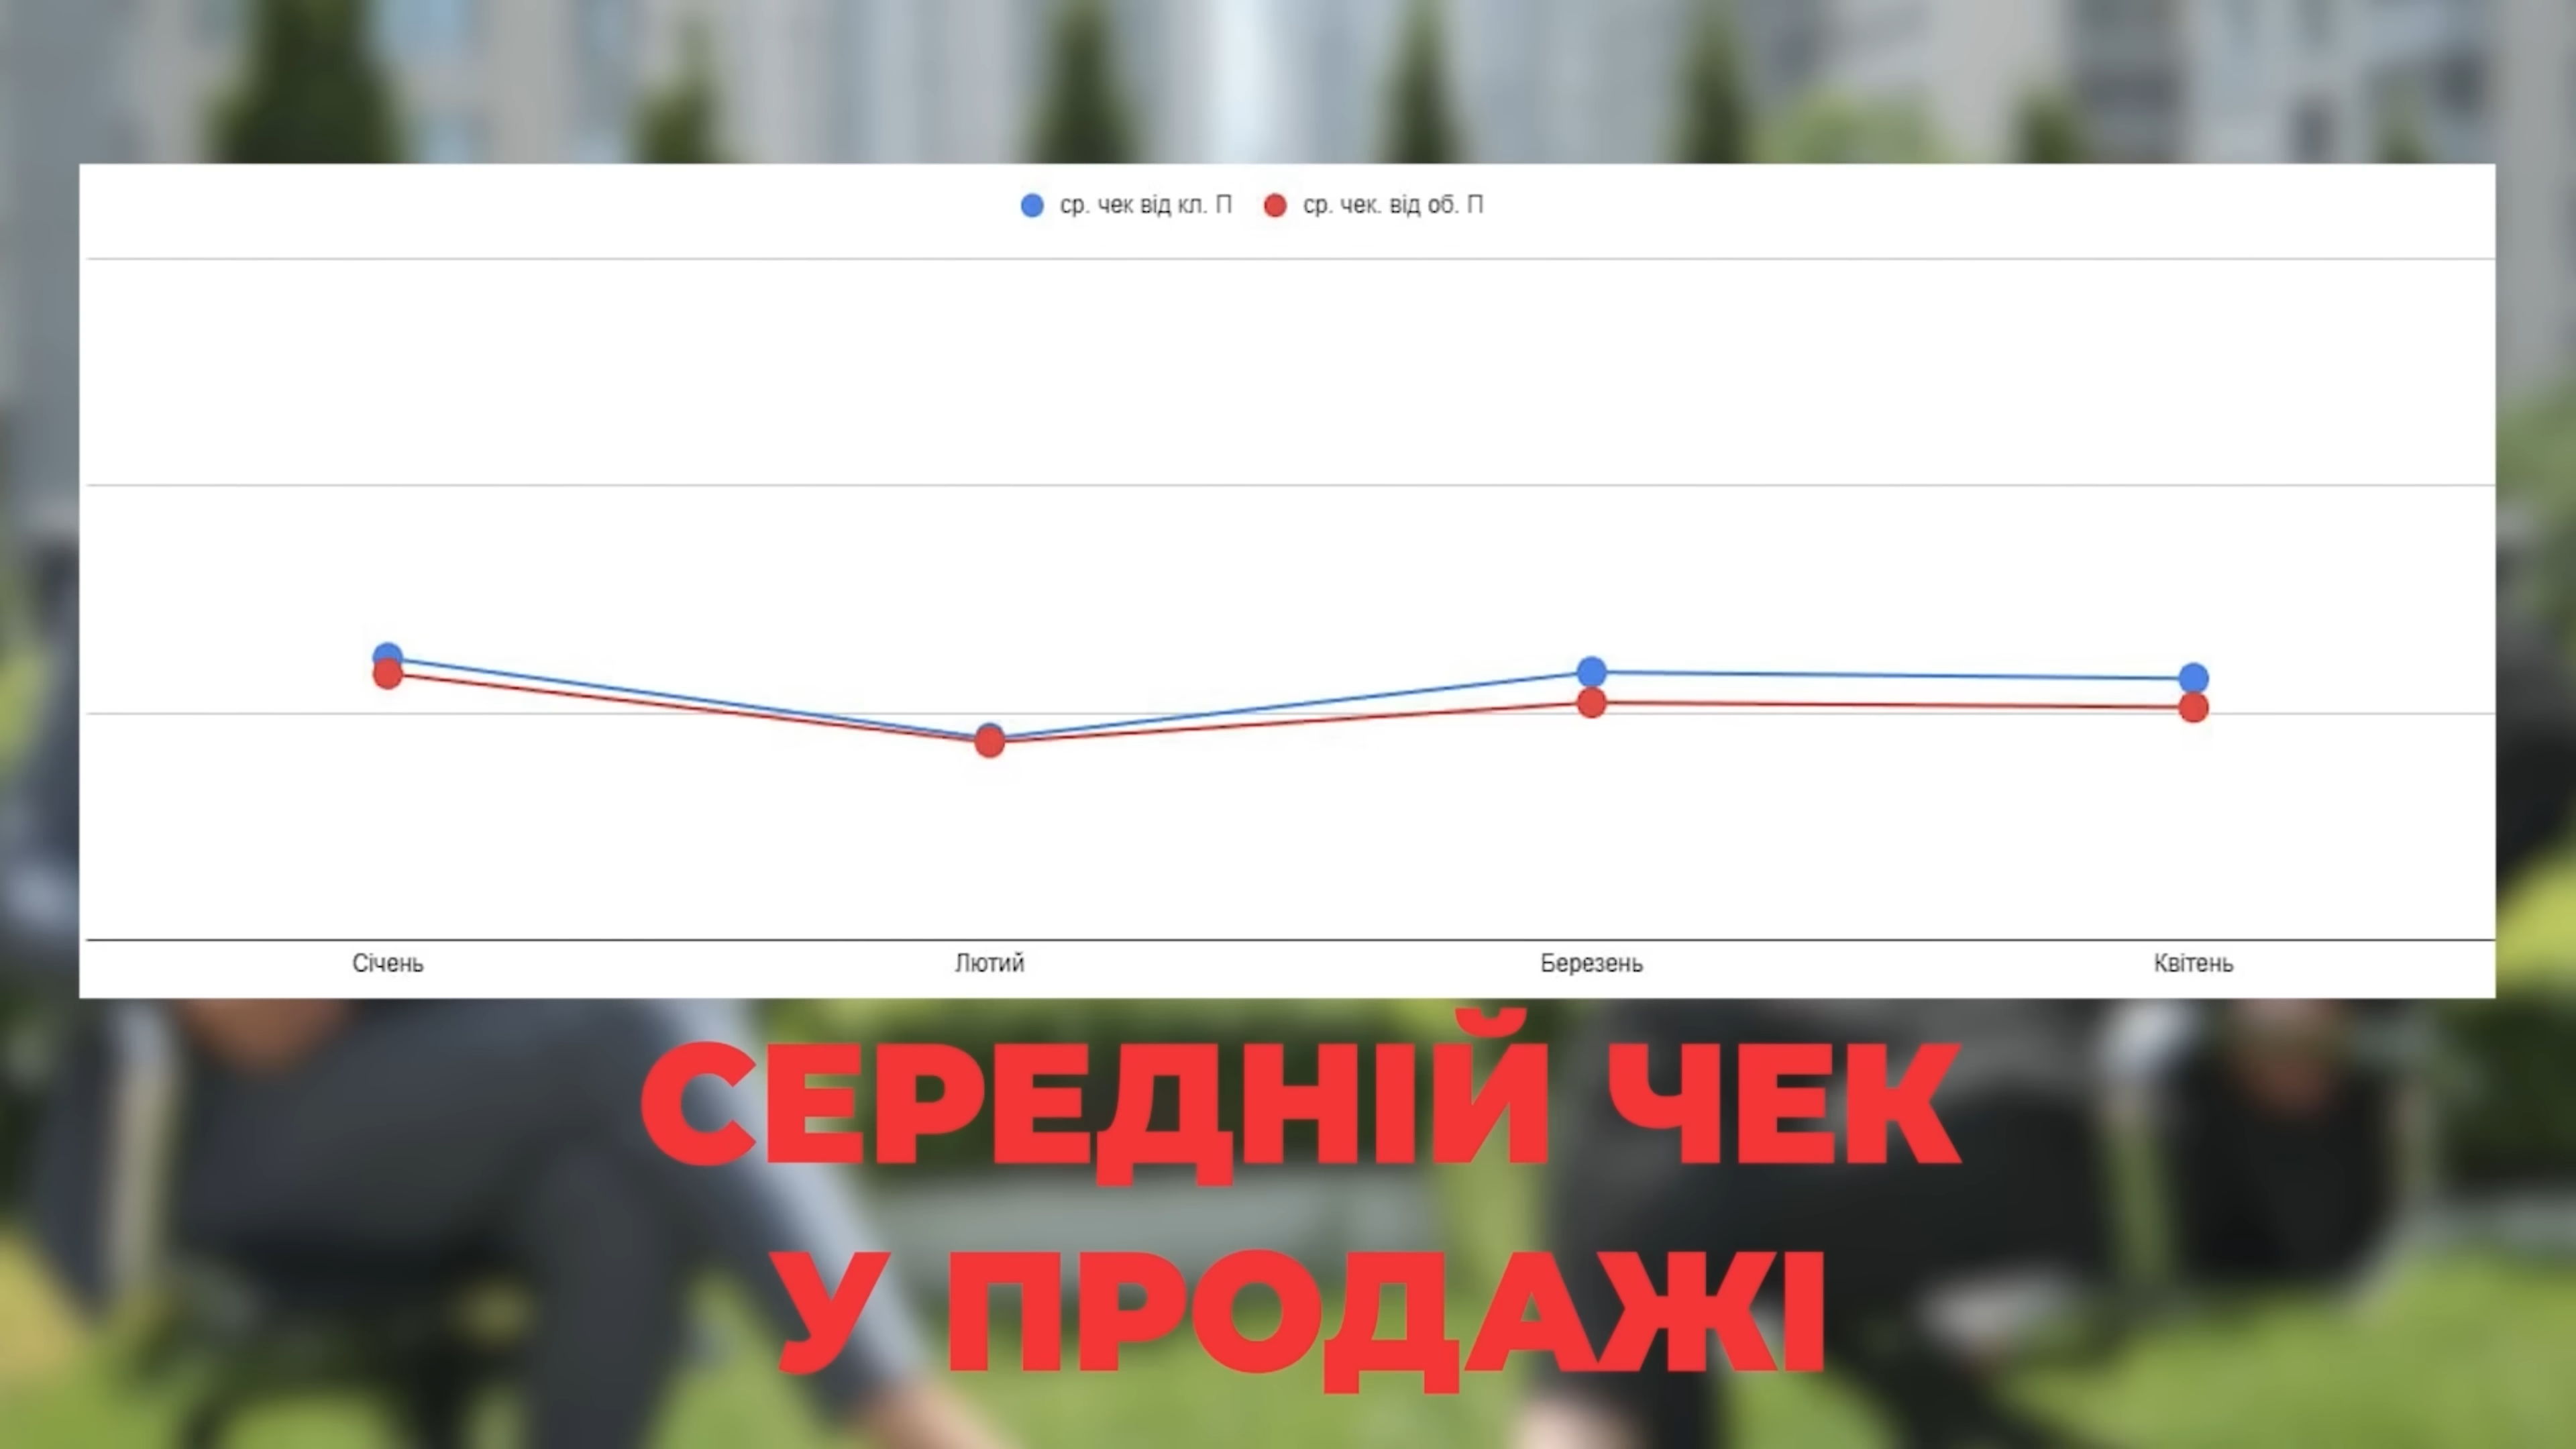 ср. чек від кл. П ср. чек. від об. П
Січень Лютий Березень Квітень
СЕРЕДНІЙ ЧЕК
У ПРОДАЖІ